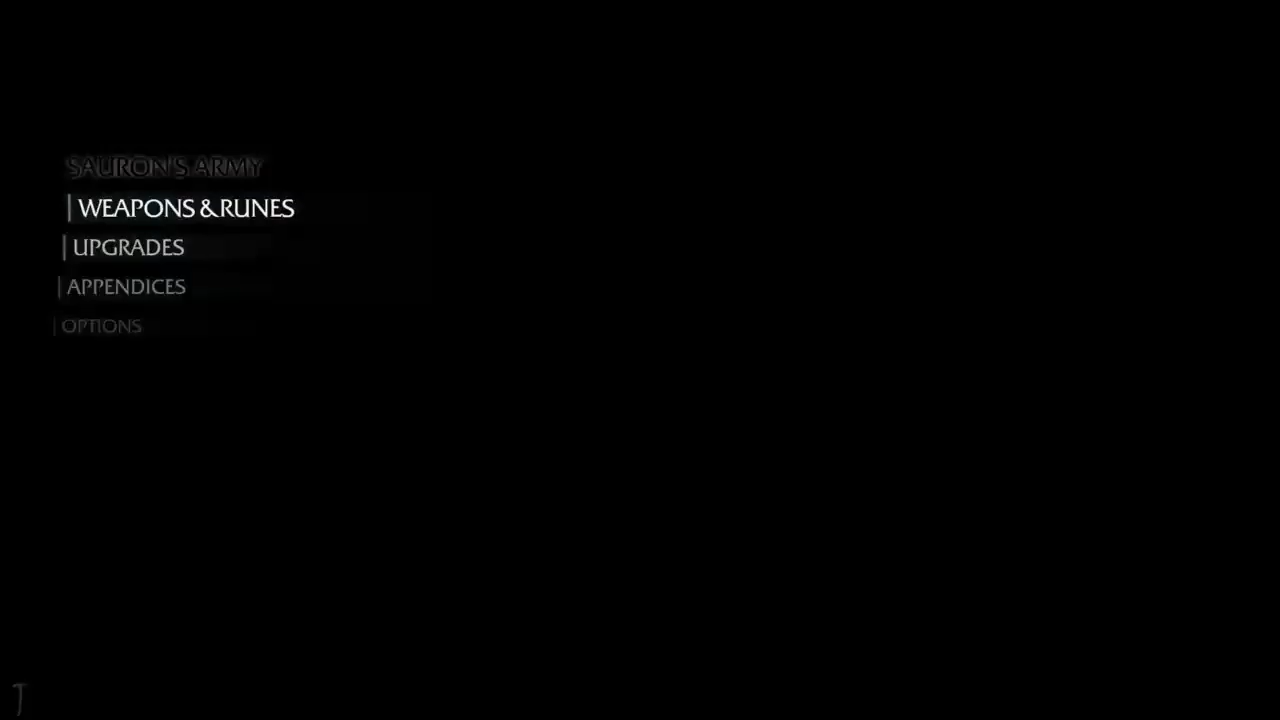 SAURON'S ARMY
WEAPONS & RUNES
UPGRADES
APPENDICES
OPTIONS